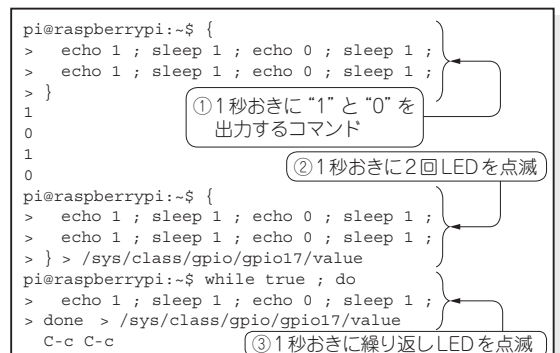 pi@raspberrypi:~$ {
>   echo 1 ; sleep 1 ; echo 0 ; sleep 1 ;
>   echo 1 ; sleep 1 ; echo 0 ; sleep 1 ;
> }
1
0
1
0
①1秒おきに“1”と“0”を
出力するコマンド
②1秒おきに2回LEDを点滅
pi@raspberrypi:~$ {
>   echo 1 ; sleep 1 ; echo 0 ; sleep 1 ;
>   echo 1 ; sleep 1 ; echo 0 ; sleep 1 ;
> } > /sys/class/gpio/gpio17/value
pi@raspberrypi:~$ while true ; do
>   echo 1 ; sleep 1 ; echo 0 ; sleep 1 ;
> done  > /sys/class/gpio/gpio17/value
  C-c C-c
③1秒おきに繰り返しLEDを点滅